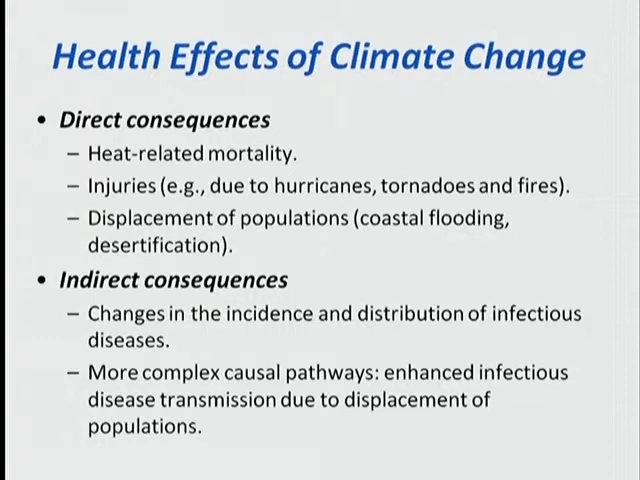 Health Effects of Climate Change
• Direct consequences
– Heat-related mortality.
– Injuries (e.g., due to hurricanes, tornadoes and fires).
– Displacement of populations (coastal flooding,
desertification).
• Indirect consequences
– Changes in the incidence and distribution of infectious
diseases.
– More complex causal pathways: enhanced infectious
disease transmission due to displacement of
populations.